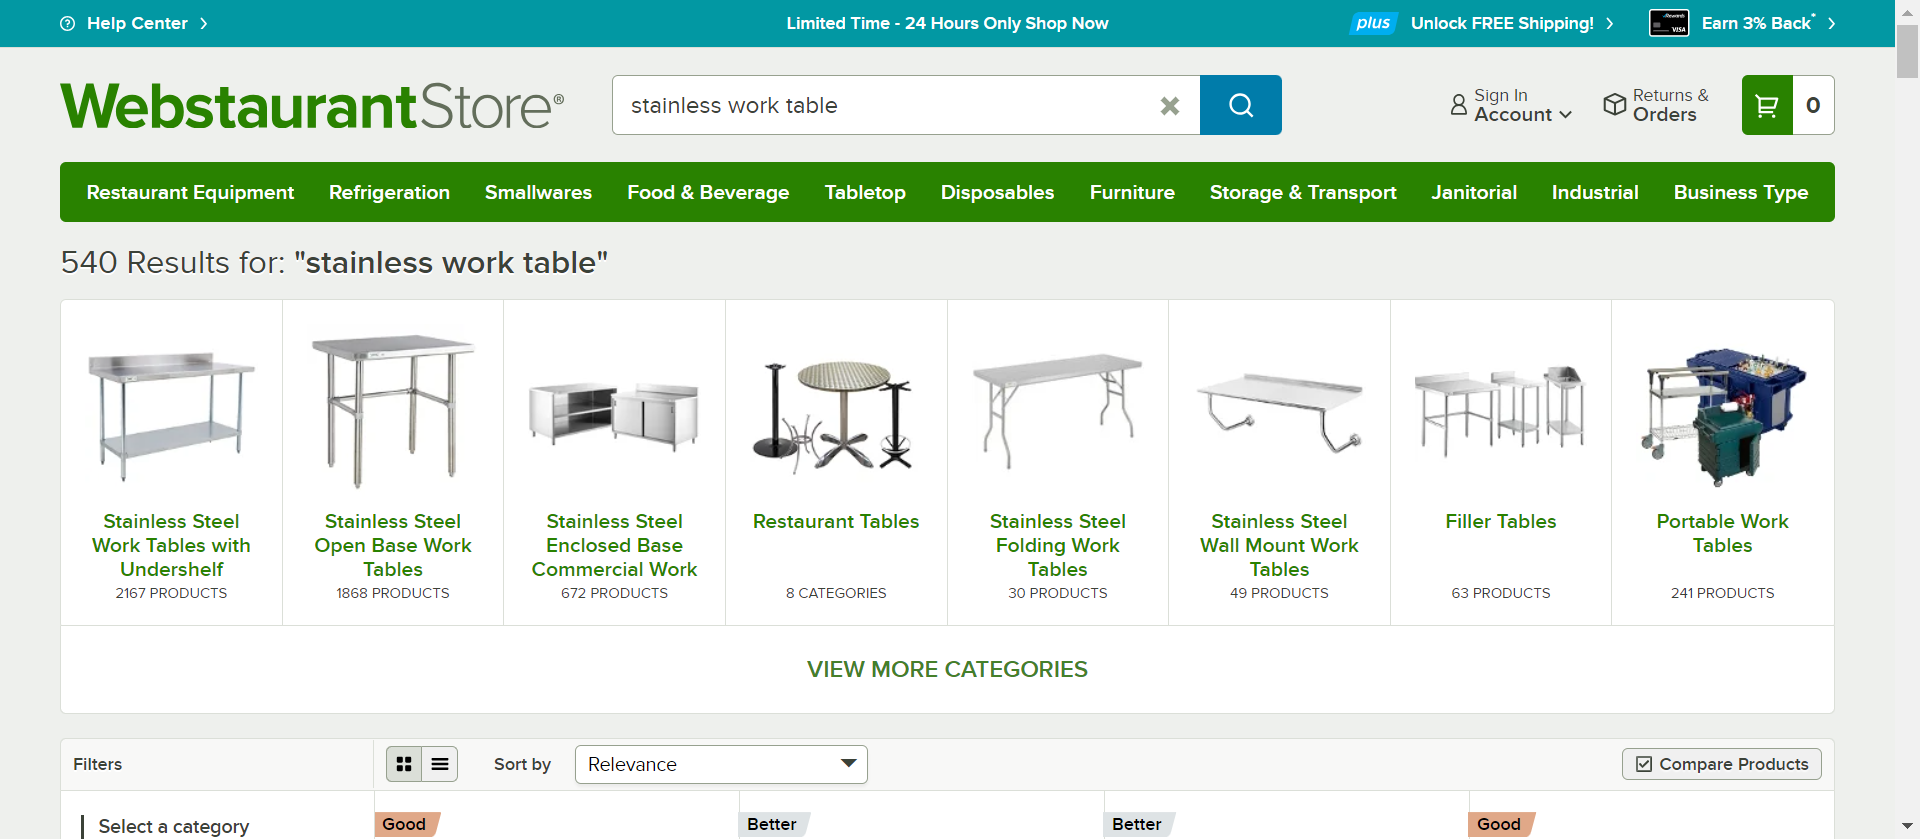 Help Center
Limited Time - 24 Hours Only Shop Now
plus Unlock FREE Shipping!
Rewards VISA Earn 3% Back*
WebstaurantStore®
stainless work table
Sign In
Account
Returns &
Orders
0
Restaurant Equipment Refrigeration Smallwares Food & Beverage Tabletop Disposables Furniture Storage & Transport Janitorial Industrial Business Type
540 Results for: "stainless work table"
Stainless Steel
Work Tables with
Undershelf
2167 PRODUCTS
Stainless Steel
Open Base Work
Tables
1868 PRODUCTS
Stainless Steel
Enclosed Base
Commercial Work
672 PRODUCTS
Restaurant Tables
8 CATEGORIES
Stainless Steel
Folding Work
Tables
30 PRODUCTS
Stainless Steel
Wall Mount Work
Tables
49 PRODUCTS
Filler Tables
63 PRODUCTS
Portable Work
Tables
241 PRODUCTS
VIEW MORE CATEGORIES
Filters
Sort by
Relevance
Compare Products
Select a category
Good
Better
Better
Good